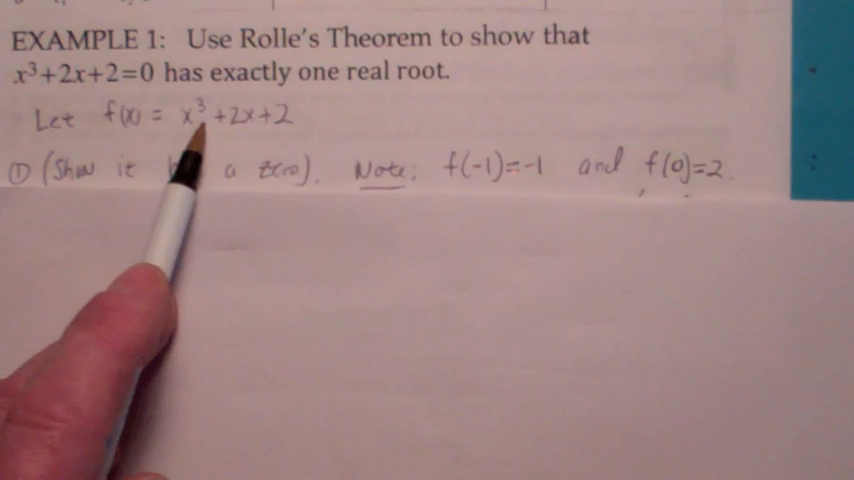 EXAMPLE 1: Use Rolle's Theorem to show that
x³+2x+2=0 has exactly one real root.
Let f(x) = x³+2x+2
① (Show it a zero). Note: f(-1)=-1 and f(0)=2.